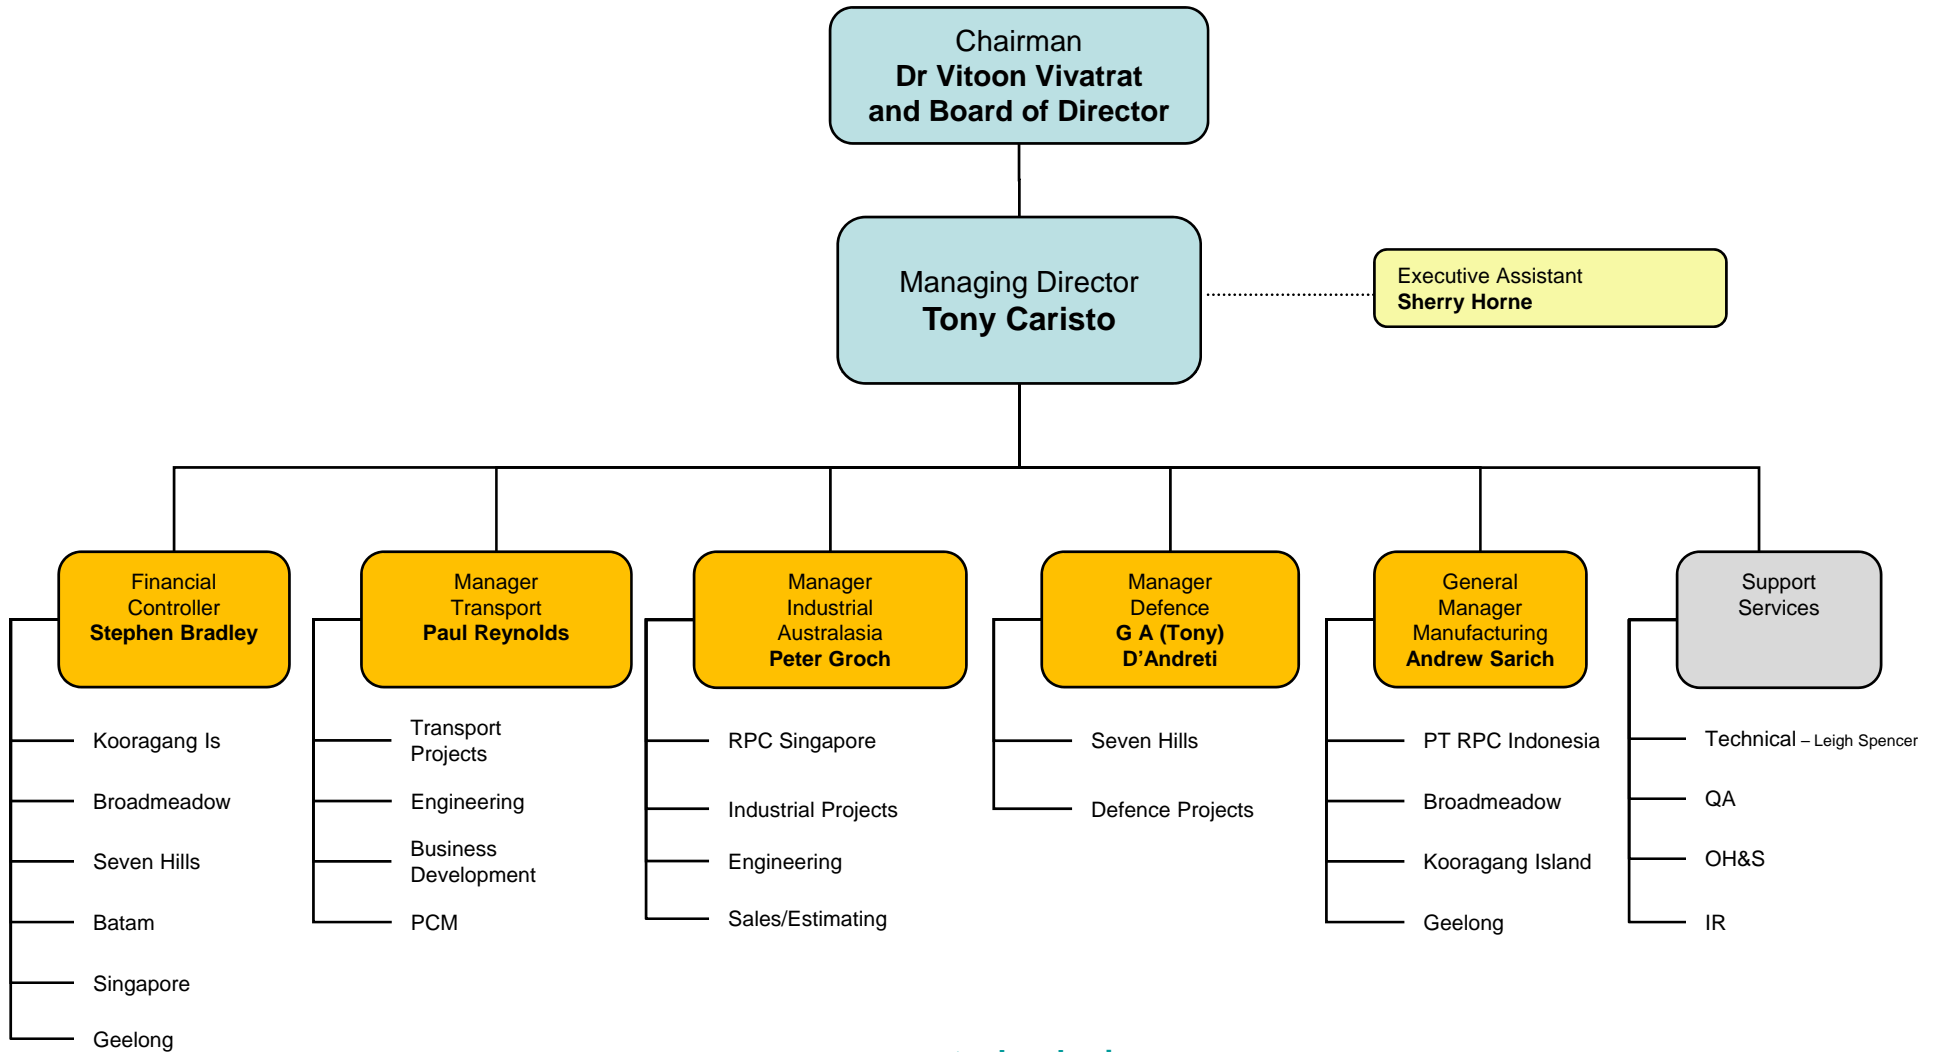 Chairman
Dr Vitoon Vivatrat
and Board of Director
Managing Director
Tony Caristo
Executive Assistant
Sherry Horne
Financial
Controller
Stephen Bradley
Kooragang Is
Broadmeadow
Seven Hills
Batam
Singapore
Geelong
Manager
Transport
Paul Reynolds
Transport
Projects
Engineering
Business
Development
PCM
Manager
Industrial
Australasia
Peter Groch
RPC Singapore
Industrial Projects
Engineering
Sales/Estimating
Manager
Defence
G A (Tony)
D’Andreti
Seven Hills
Defence Projects
General
Manager
Manufacturing
Andrew Sarich
PT RPC Indonesia
Broadmeadow
Kooragang Island
Geelong
Support
Services
Technical – Leigh Spencer
QA
OH&S
IR